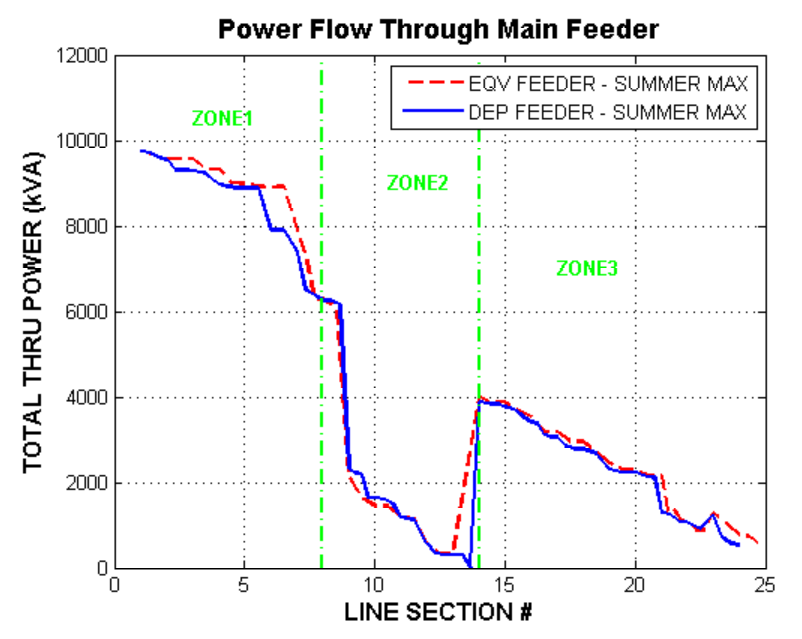 Power Flow Through Main Feeder
12000
10000
8000
6000
4000
2000
0
TOTAL THRU POWER (kVA)
EQV FEEDER - SUMMER MAX
DEP FEEDER - SUMMER MAX
ZONE1
ZONE2
ZONE3
0
5
10
15
20
25
LINE SECTION #